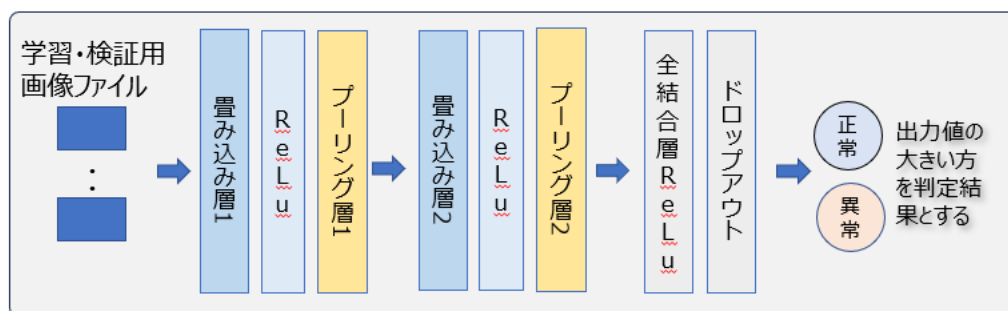 学習・検証用
画像ファイル
:
畳み込み層1
ReLu
プーリング層1
畳み込み層2
ReLu
プーリング層2
全結合層ReLu
ドロップアウト
正常
異常
出力値の
大きい方
を判定結
果とする